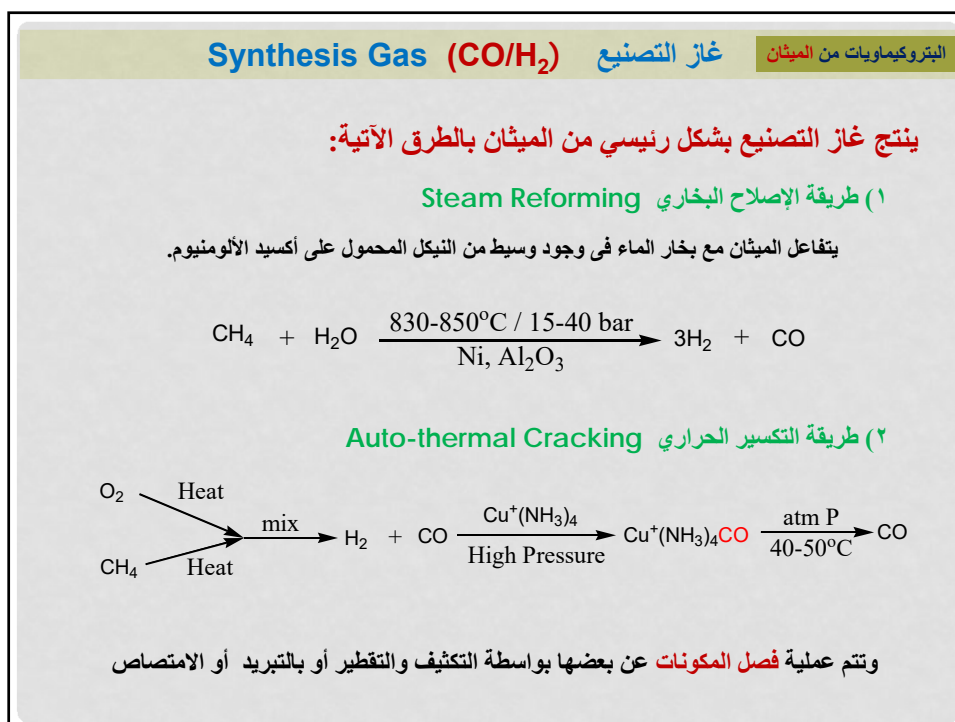 البتروكيماويات من الميثان
غاز التصنيع Synthesis Gas (CO/H₂)
ينتج غاز التصنيع بشكل رئيسي من الميثان بالطرق الآتية:
١) طريقة الإصلاح البخاري Steam Reforming
يتفاعل الميثان مع بخار الماء فى وجود وسيط من النيكل المحمول على أكسيد الألومنيوم.
830-850°C / 15-40 bar
CH₄ + H₂O 3H₂ + CO
Ni, Al₂O₃
٢) طريقة التكسير الحراري Auto-thermal Cracking
O₂ Heat
mix H₂ + CO Cu⁺(NH₃)₄ High Pressure Cu⁺(NH₃)₄CO atm P 40-50°C CO
CH₄ Heat
وتتم عملية فصل المكونات عن بعضها بواسطة التكثيف والتقطير أو بالتبريد أو الامتصاص